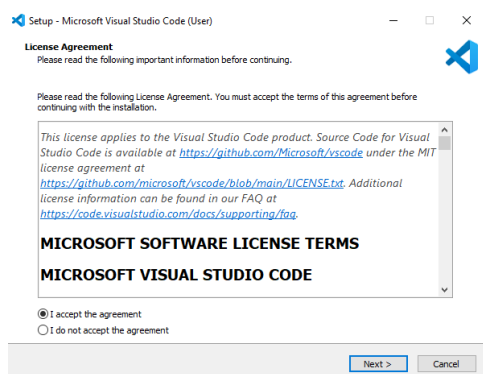 Setup - Microsoft Visual Studio Code (User)
License Agreement
Please read the following important information before continuing.
Please read the following License Agreement. You must accept the terms of this agreement before
continuing with the installation.
This license applies to the Visual Studio Code product. Source Code for Visual
Studio Code is available at https://github.com/Microsoft/vscode under the MIT
license agreement at
https://github.com/microsoft/vscode/blob/main/LICENSE.txt. Additional
license information can be found in our FAQ at
https://code.visualstudio.com/docs/supporting/faq.
MICROSOFT SOFTWARE LICENSE TERMS
MICROSOFT VISUAL STUDIO CODE
I accept the agreement
I do not accept the agreement
Next > Cancel